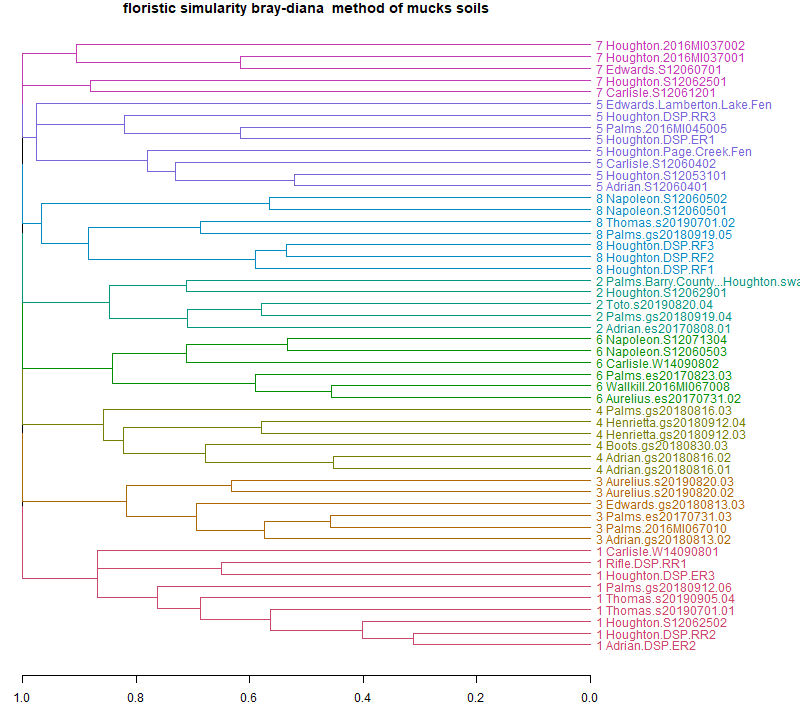 floristic simularity bray-diana method of mucks soils
7 Houghton.2016MI037002
7 Houghton.2016MI037001
7 Edwards.S12060701
7 Houghton.S12062501
7 Carlisle.S12061201
5 Edwards.Lamberton.Lake.Fen
5 Houghton.DSP.RR3
5 Palms.2016MI045005
5 Houghton.DSP.ER1
5 Houghton.Page.Creek.Fen
5 Carlisle.S12060402
5 Houghton.S12053101
5 Adrian.S12060401
8 Napoleon.S12060502
8 Napoleon.S12060501
8 Thomas.s20190701.02
8 Palms.gs20180919.05
8 Houghton.DSP.RF3
8 Houghton.DSP.RF2
8 Houghton.DSP.RF1
2 Palms.Barry.County...Houghton.swa
2 Houghton.S12062901
2 Toto.s20190820.04
2 Palms.gs20180919.04
2 Adrian.es20170808.01
6 Napoleon.S12071304
6 Napoleon.S12060503
6 Carlisle.W14090802
6 Palms.es20170823.03
6 Wallkill.2016MI067008
6 Aurelius.es20170731.02
4 Palms.gs20180816.03
4 Henrietta.gs20180912.04
4 Henrietta.gs20180912.03
4 Boots.gs20180830.03
4 Adrian.gs20180816.02
4 Adrian.gs20180816.01
3 Aurelius.s20190820.03
3 Aurelius.s20190820.02
3 Edwards.gs20180813.03
3 Palms.es20170731.03
3 Palms.2016MI067010
3 Adrian.gs20180813.02
1 Carlisle.W14090801
1 Rifle.DSP.RR1
1 Houghton.DSP.ER3
1 Palms.gs20180912.06
1 Thomas.s20190905.04
1 Thomas.s20190701.01
1 Houghton.S12062502
1 Houghton.DSP.RR2
1 Adrian.DSP.ER2
1.0 0.8 0.6 0.4 0.2 0.0